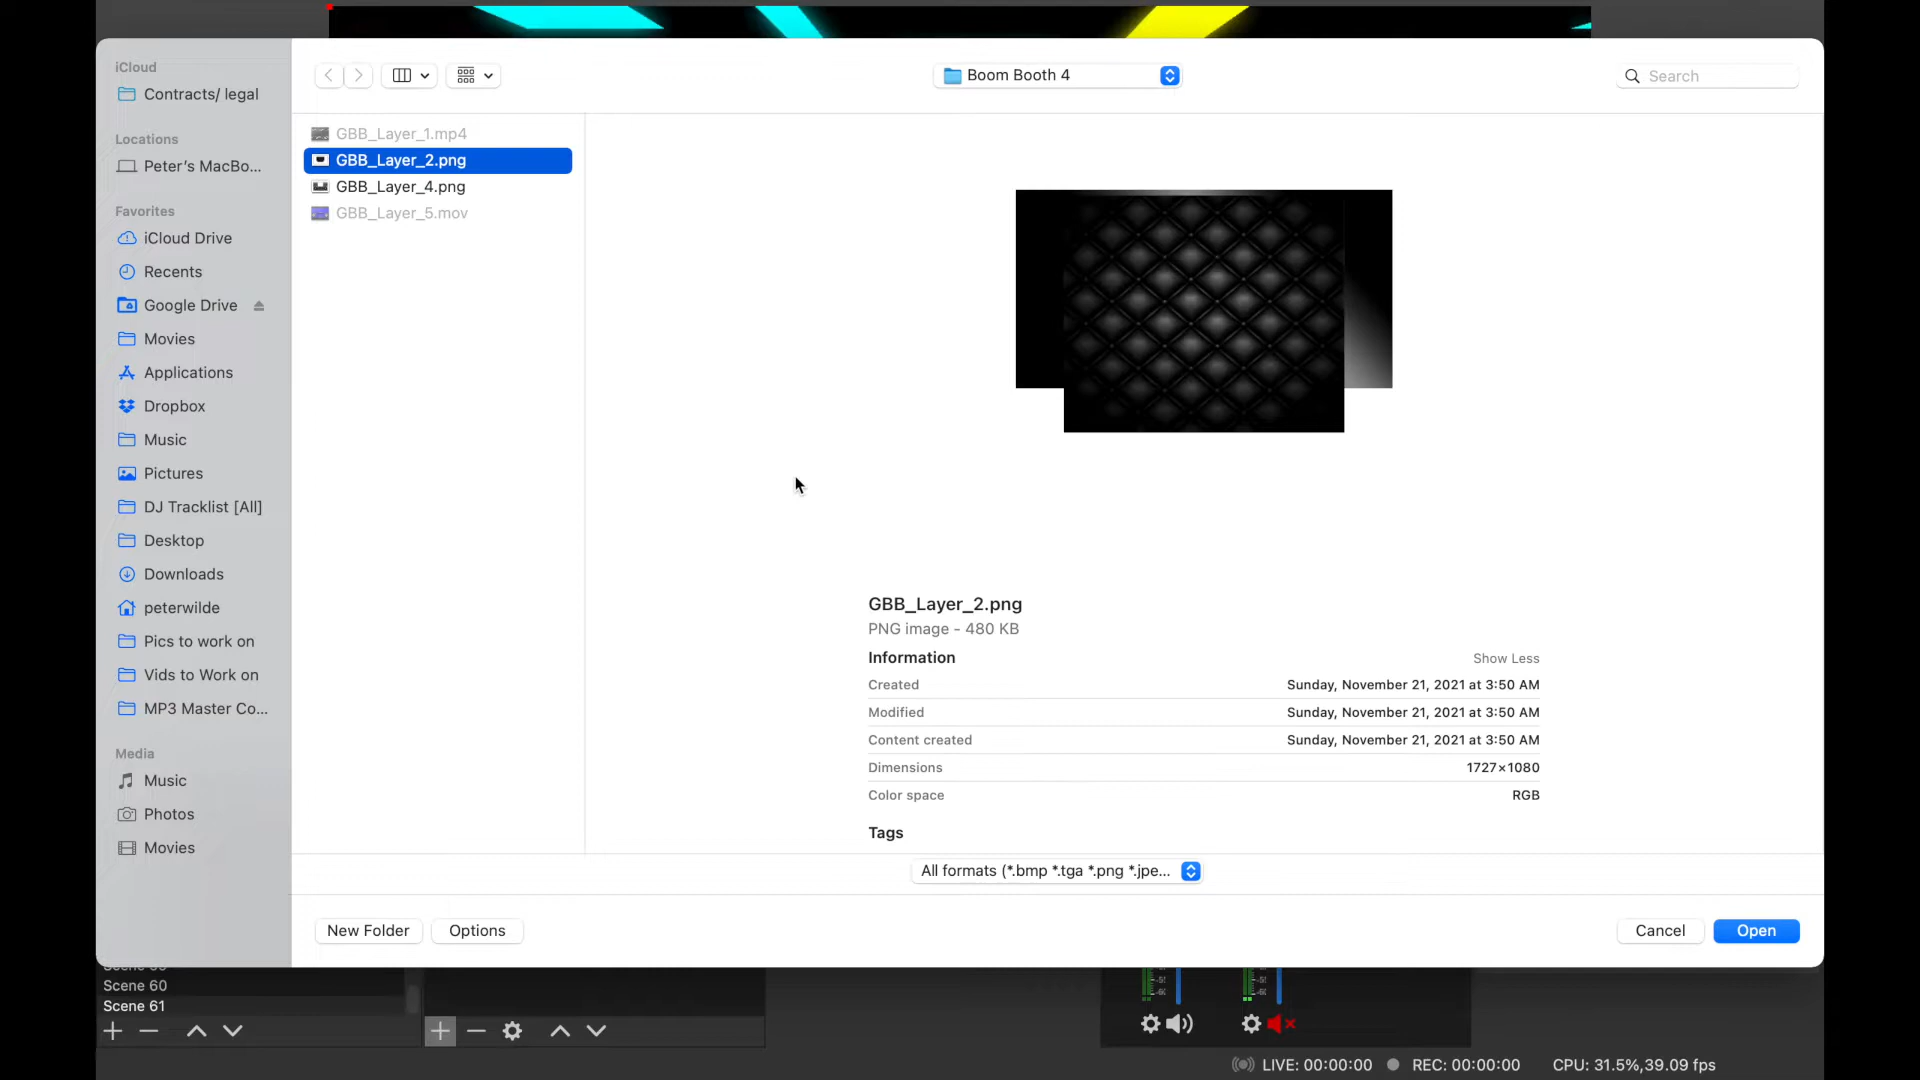 iCloud
Contracts/ legal
Locations
Peter's MacBo...
Favorites
iCloud Drive
Recents
Google Drive
Movies
Applications
Dropbox
Music
Pictures
DJ Tracklist [All]
Desktop
Downloads
peterwilde
Pics to work on
Vids to Work on
MP3 Master Co...
Media
Music
Photos
Movies
Boom Booth 4
Search
GBB_Layer_1.mp4
GBB_Layer_2.png
GBB_Layer_4.png
GBB_Layer_5.mov
GBB_Layer_2.png
PNG image - 480 KB
Information Show Less
Created Sunday, November 21, 2021 at 3:50 AM
Modified Sunday, November 21, 2021 at 3:50 AM
Content created Sunday, November 21, 2021 at 3:50 AM
Dimensions 1727×1080
Color space RGB
Tags
All formats (*.bmp *.tga *.png *.jpe...
New Folder Options Cancel Open
Scene 60
Scene 61
LIVE: 00:00:00 REC: 00:00:00 CPU: 31.5%,39.09 fps